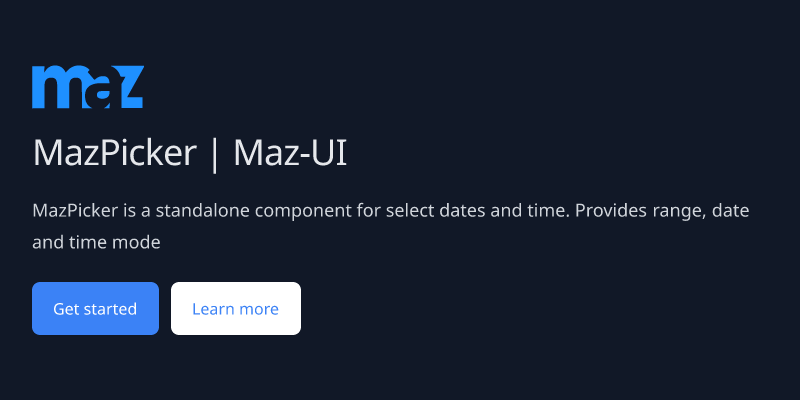 maz
MazPicker | Maz-UI
MazPicker is a standalone component for select dates and time. Provides range, date
and time mode
Get started
Learn more